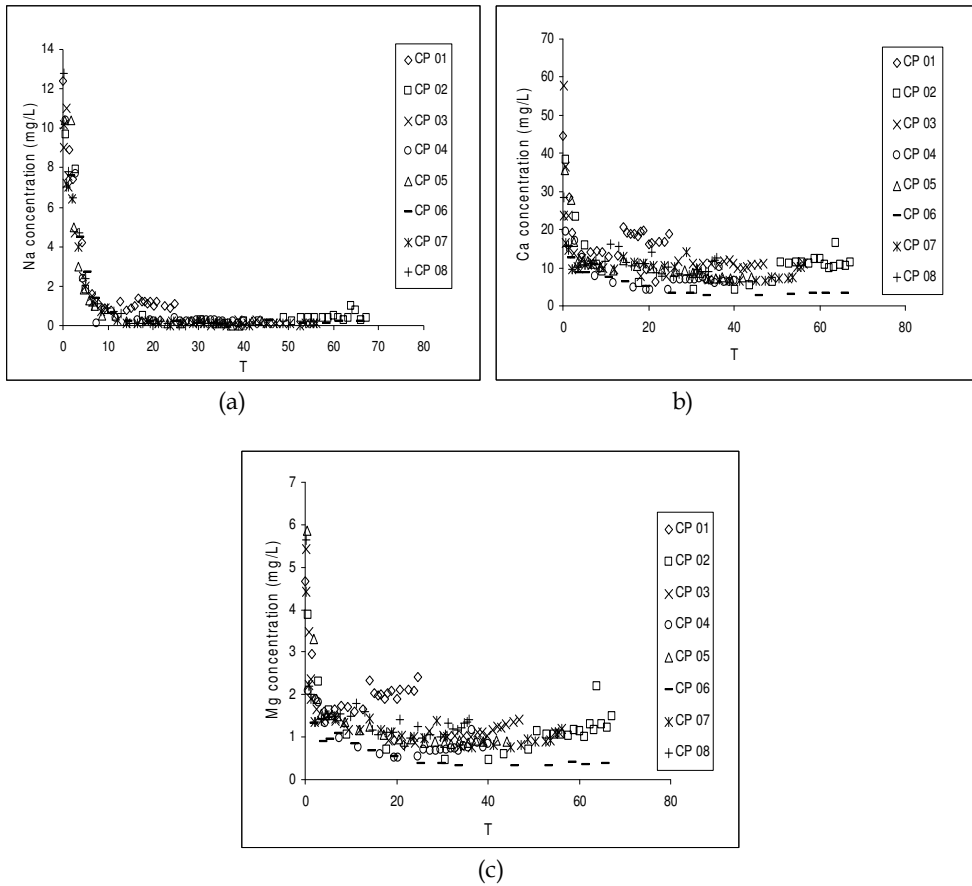 14
12
10
8
6
4
2
0
0 10 20 30 40 50 60 70 80
Na concentration (mg/L)
T
CP 01
CP 02
CP 03
CP 04
CP 05
CP 06
CP 07
CP 08
(a)
70
60
50
40
30
20
10
0
0 20 40 60 80
Ca concentration (mg/L)
T
CP 01
CP 02
CP 03
CP 04
CP 05
CP 06
CP 07
CP 08
b)
7
6
5
4
3
2
1
0
0 20 40 60 80
Mg concentration (mg/L)
T
CP 01
CP 02
CP 03
CP 04
CP 05
CP 06
CP 07
CP 08
(c)